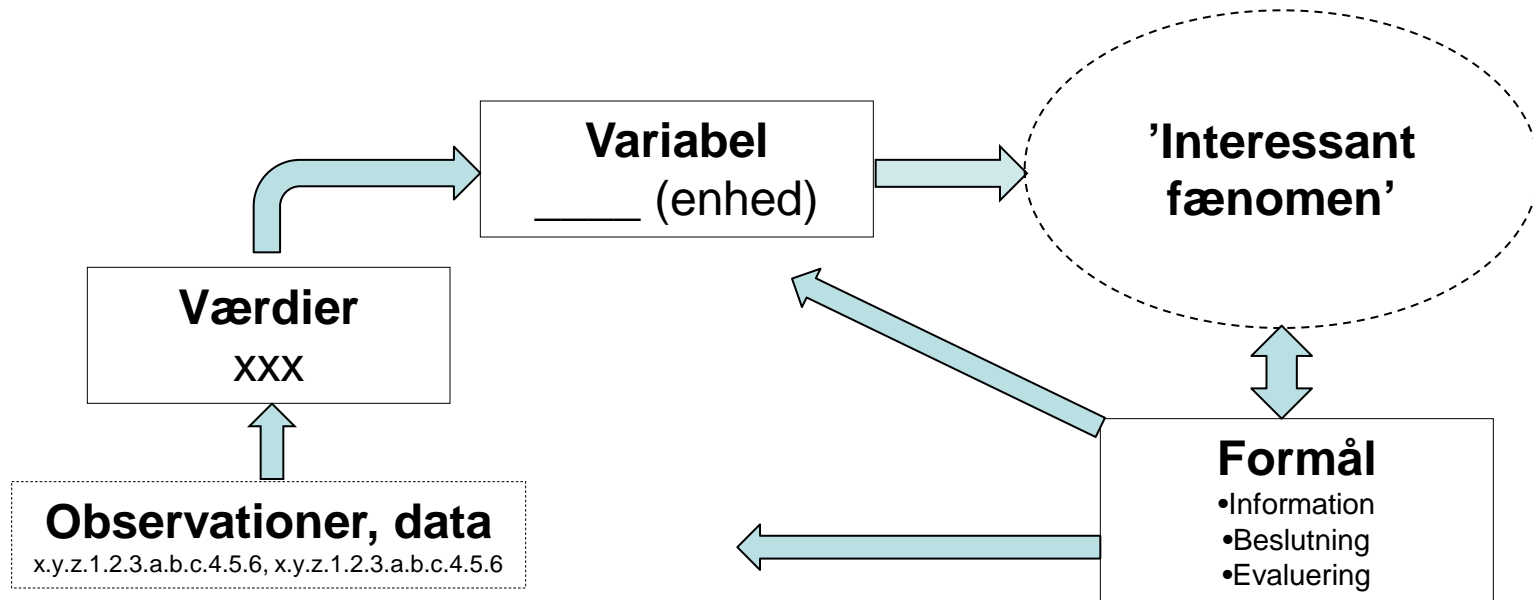 Variabel
____ (enhed)
’Interessant
fænomen’
Værdier
xxx
Observationer, data
x.y.z.1.2.3.a.b.c.4.5.6, x.y.z.1.2.3.a.b.c.4.5.6
Formål
•Information
•Beslutning
•Evaluering